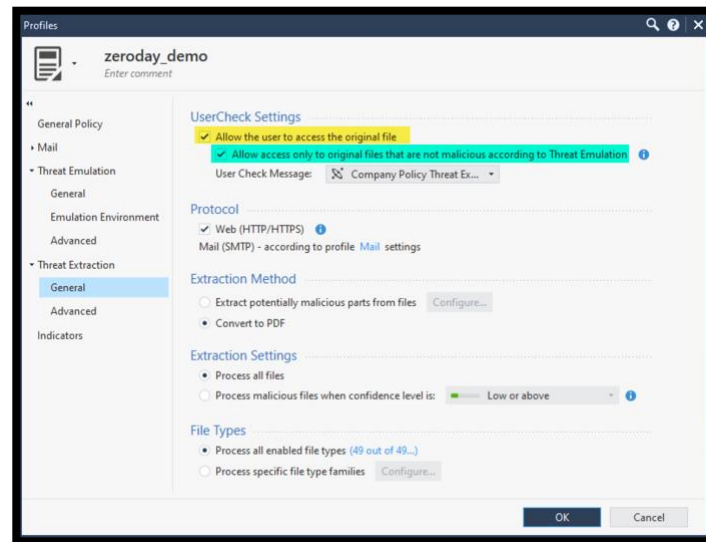 Profiles
zeroday_demo
Enter comment
General Policy
Mail
Threat Emulation
General
Emulation Environment
Advanced
Threat Extraction
General
Advanced
Indicators
UserCheck Settings
Allow the user to access the original file
Allow access only to original files that are not malicious according to Threat Emulation
User Check Message: Company Policy Threat Ex...
Protocol
Web (HTTP/HTTPS)
Mail (SMTP) - according to profile Mail settings
Extraction Method
Extract potentially malicious parts from files Configure...
Convert to PDF
Extraction Settings
Process all files
Process malicious files when confidence level is: Low or above
File Types
Process all enabled file types (49 out of 49...)
Process specific file type families Configure...
OK Cancel